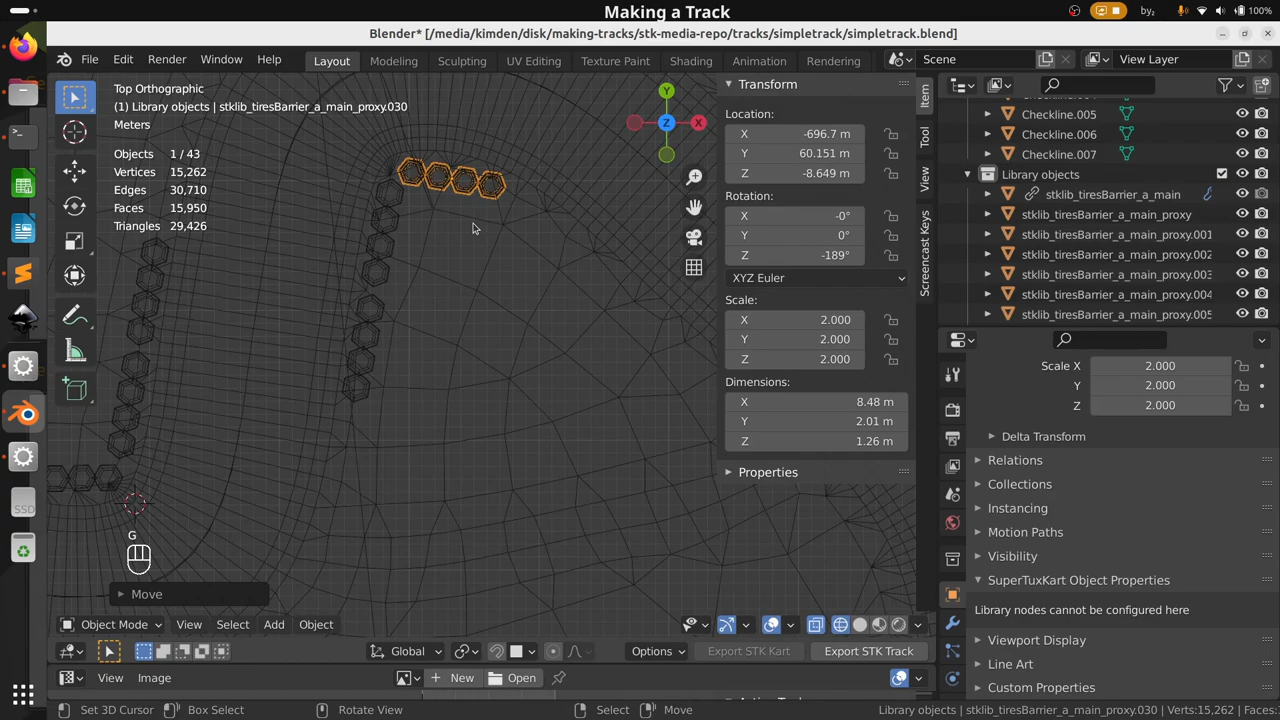 Making a Track
by₂
100%
Blender* [/media/kimden/disk/making-tracks/stk-media-repo/tracks/simpletrack/simpletrack.blend]
File Edit Render Window Help
Layout Modeling Sculpting UV Editing Texture Paint Shading Animation Rendering
Scene
View Layer
Top Orthographic
(1) Library objects | stklib_tiresBarrier_a_main_proxy.030
Meters
Objects 1 / 43
Vertices 15,262
Edges 30,710
Faces 15,950
Triangles 29,426
Y
X
Z
G
Move
Transform
Location:
X -696.7 m
Y 60.151 m
Z -8.649 m
Rotation:
X -0°
Y 0°
Z -189°
XYZ Euler
Scale:
X 2.000
Y 2.000
Z 2.000
Dimensions:
X 8.48 m
Y 2.01 m
Z 1.26 m
Properties
Item
Tool
View
Screencast Keys
Checkline.005
Checkline.006
Checkline.007
Library objects
stklib_tiresBarrier_a_main
stklib_tiresBarrier_a_main_proxy
stklib_tiresBarrier_a_main_proxy.001
stklib_tiresBarrier_a_main_proxy.002
stklib_tiresBarrier_a_main_proxy.003
stklib_tiresBarrier_a_main_proxy.004
stklib_tiresBarrier_a_main_proxy.005
Scale X 2.000
Y 2.000
Z 2.000
Delta Transform
Relations
Collections
Instancing
Motion Paths
Visibility
SuperTuxKart Object Properties
Library nodes cannot be configured here
Viewport Display
Line Art
Custom Properties
SSD
Object Mode View Select Add Object
Global
Options
Export STK Kart
Export STK Track
View Image
New
Open
Set 3D Cursor
Box Select
Rotate View
Select
Move
Library objects | stklib_tiresBarrier_a_main_proxy.030 | Verts:15,262 | Faces: